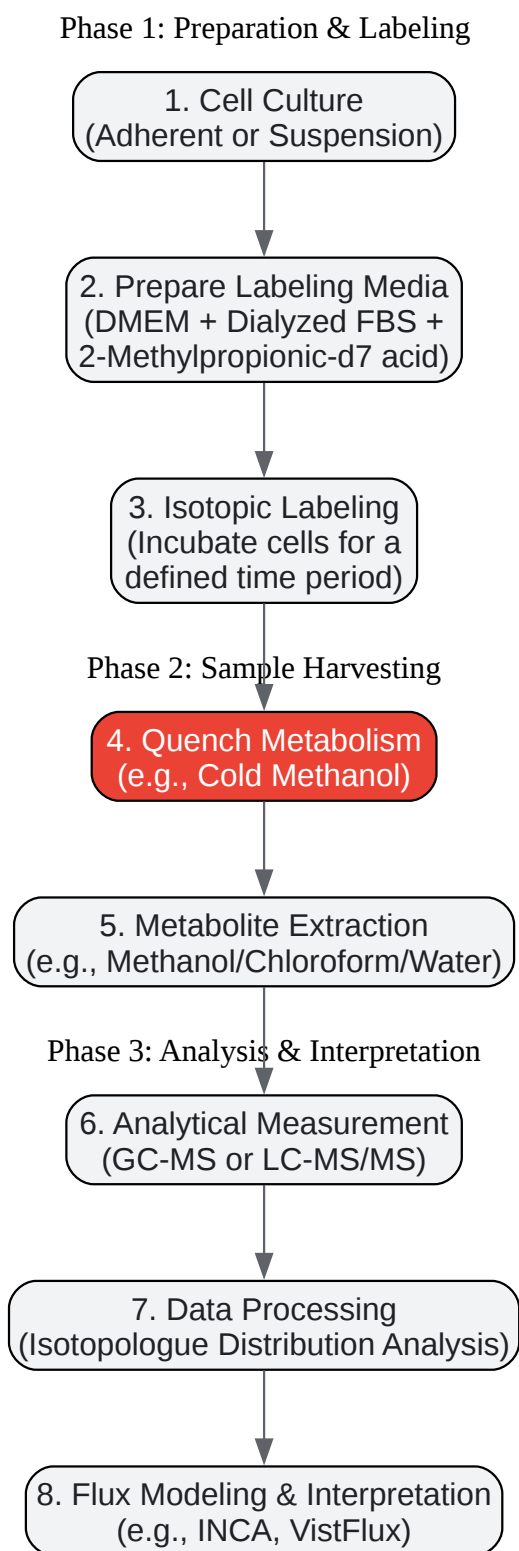 Phase 1: Preparation & Labeling
1. Cell Culture
(Adherent or Suspension)
2. Prepare Labeling Media
(DMEM + Dialyzed FBS +
2-Methylpropionic-d7 acid)
3. Isotopic Labeling
(Incubate cells for a
defined time period)
Phase 2: Sample Harvesting
4. Quench Metabolism
(e.g., Cold Methanol)
5. Metabolite Extraction
(e.g., Methanol/Chloroform/Water)
Phase 3: Analysis & Interpretation
6. Analytical Measurement
(GC-MS or LC-MS/MS)
7. Data Processing
(Isotopologue Distribution Analysis)
8. Flux Modeling & Interpretation
(e.g., INCA, VistFlux)